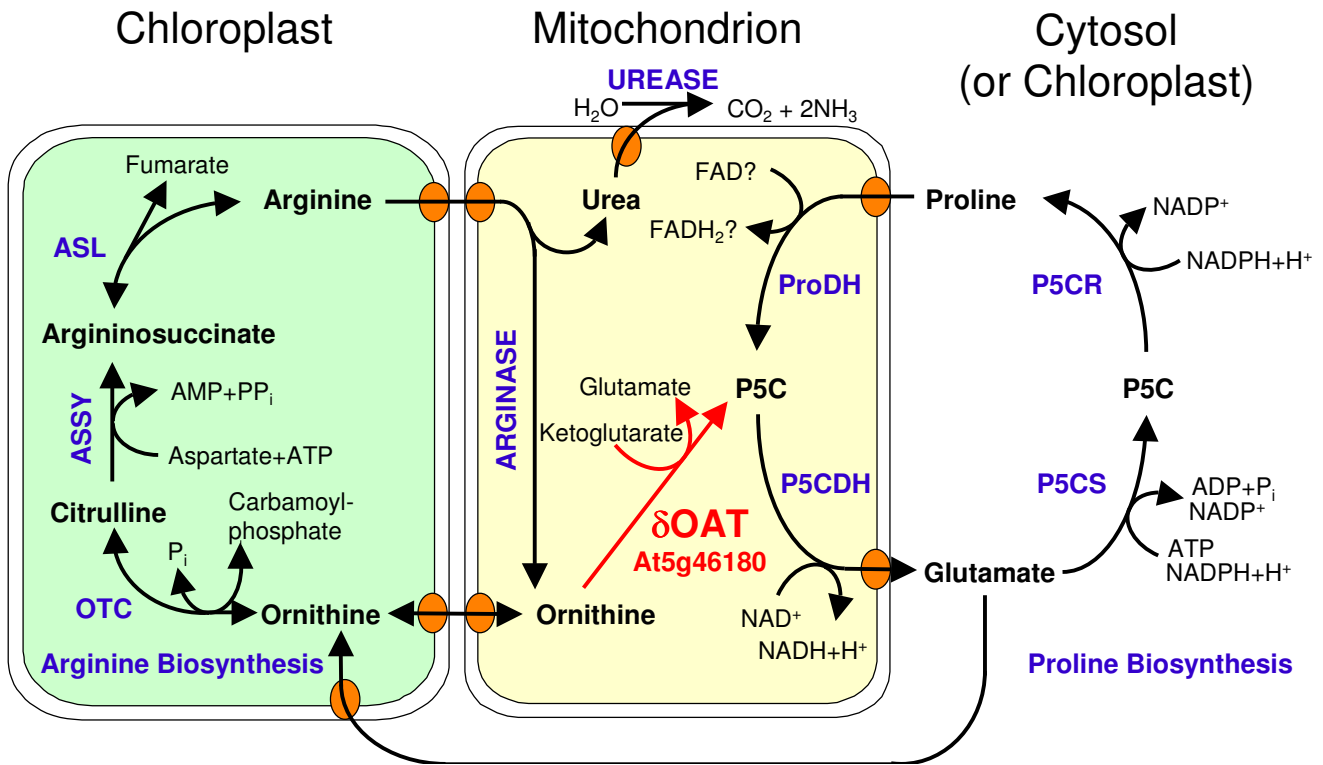 Chloroplast
Mitochondrion
Cytosol
(or Chloroplast)
UREASE
H₂O
CO₂ + 2NH₃
Fumarate
Arginine
ASL
Argininosuccinate
ASSY
AMP+PPᵢ
Aspartate+ATP
Citrulline
Carbamoyl-
phosphate
Pᵢ
OTC
Ornithine
Arginine Biosynthesis
Urea
FAD?
FADH₂?
ProDH
ARGINASE
Glutamate
Ketoglutarate
P5C
P5CDH
δOAT
At5g46180
Ornithine
NAD⁺
NADH+H⁺
Proline
NADP⁺
NADPH+H⁺
P5CR
P5C
P5CS
ADP+Pᵢ
NADP⁺
ATP
NADPH+H⁺
Glutamate
Proline Biosynthesis